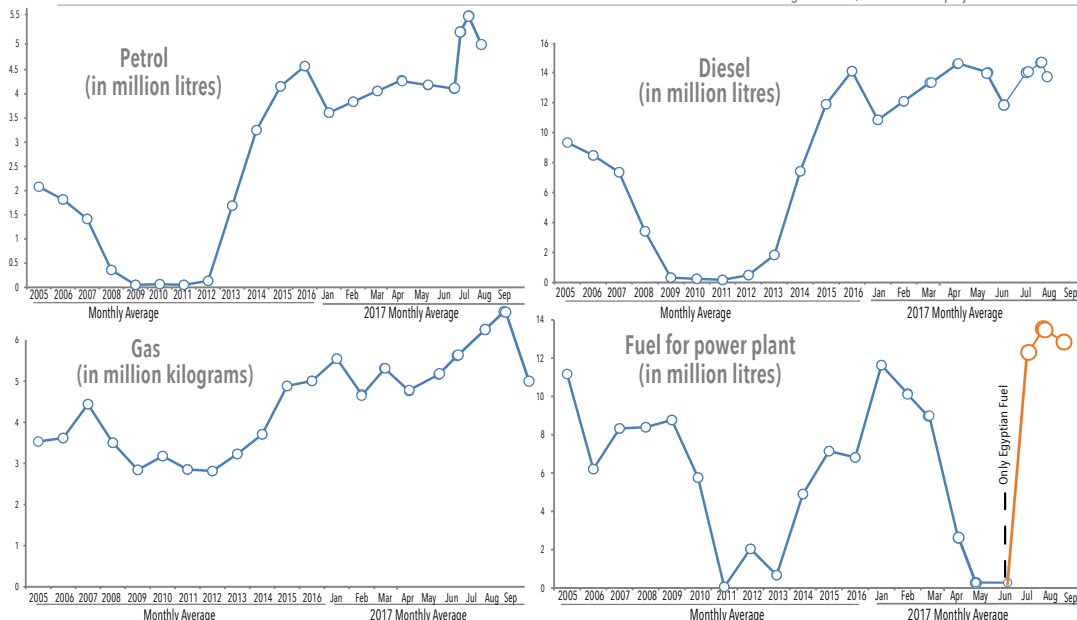 Petrol
(in million litres)
5.5
5
4.5
4
3.5
3
2.5
2
1.5
1
0.5
0
2005 2006 2007 2008 2009 2010 2011 2012 2013 2014 2015 2016 Jan Feb Mar Apr May Jun Jul Aug Sep
Monthly Average 2017 Monthly Average
Diesel
(in million litres)
16
14
12
10
8
6
4
2
0
2005 2006 2007 2008 2009 2010 2011 2012 2013 2014 2015 2016 Jan Feb Mar Apr May Jun Jul Aug Sep
Monthly Average 2017 Monthly Average
Gas
(in million kilograms)
6
5
4
3
2
1
0
2005 2006 2007 2008 2009 2010 2011 2012 2013 2014 2015 2016 Jan Feb Mar Apr May Jun Jul Aug Sep
Monthly Average 2017 Monthly Average
Fuel for power plant
(in million litres)
14
12
10
8
6
4
2
0
Only Egyptian Fuel
2005 2006 2007 2008 2009 2010 2011 2012 2013 2014 2015 2016 Jan Feb Mar Apr May Jun Jul Aug Sep
Monthly Average 2017 Monthly Average